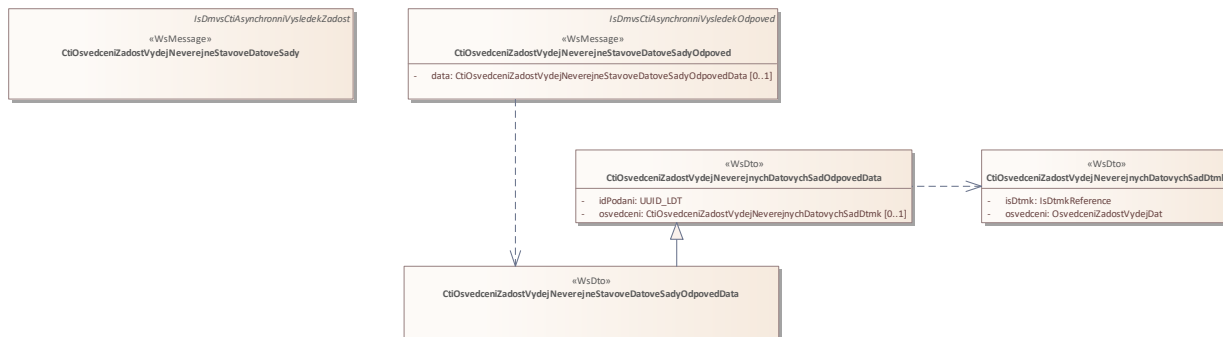 IsDmvsCtiAsynchronniVysledekZadost
«WsMessage»
CtiOsvedceniZadostVydejNeverejneStavoveDatoveSady
IsDmvsCtiAsynchronniVysledekOdpoved
«WsMessage»
CtiOsvedceniZadostVydejNeverejneStavoveDatoveSadyOdpoved
- data: CtiOsvedceniZadostVydejNeverejneStavoveDatoveSadyOdpovedData [0..1]
«WsDto»
CtiOsvedceniZadostVydejNeverejnychDatovychSadOdpovedData
- idPodani: UUID_LDT
- osvedceni: CtiOsvedceniZadostVydejNeverejnychDatovychSadDtmk [0..1]
«WsDto»
CtiOsvedceniZadostVydejNeverejnychDatovychSadDtmk
- isDtmk: IsDtmkReference
- osvedceni: OsvedceniZadostVydejDat
«WsDto»
CtiOsvedceniZadostVydejNeverejneStavoveDatoveSadyOdpovedData